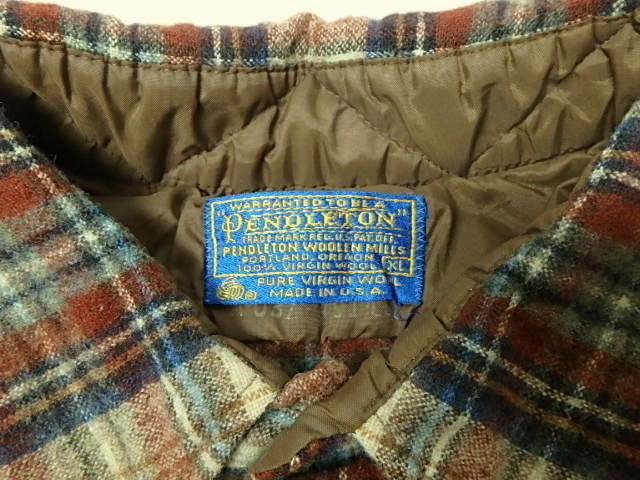 "WARRANTED TO BE A
PENDLETON"
TRADE MARK REG. U.S. PAT. OFF.
PENDLETON WOOLEN MILLS
PORTLAND, OREGON
100% VIRGIN WOOL XL
PURE VIRGIN WOOL
MADE IN U.S.A.